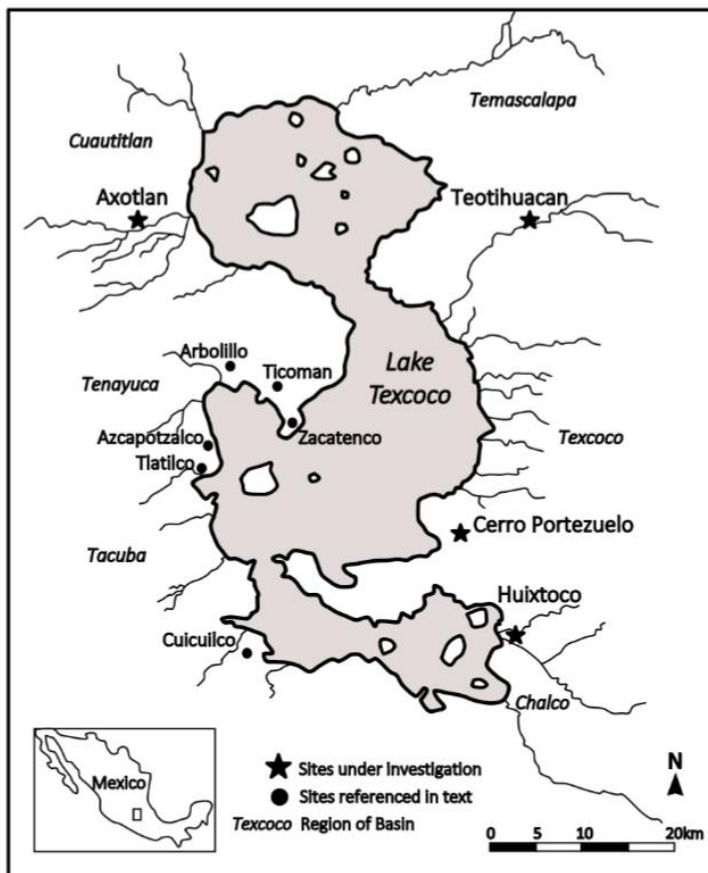 Temascalapa
Cuautitlan
Axotlan
Teotihuacan
Arbolillo
Lake
Texcoco
Ticoman
Tenayuca
Azcapotzalco
Zacatenco
Texcoco
Tlatilco
Cerro Portezuelo
Tacuba
Huixtoco
Cuicuilco
Chalco
Mexico
Sites under investigation
Sites referenced in text
Texcoco Region of Basin
N
0 5 10 20km